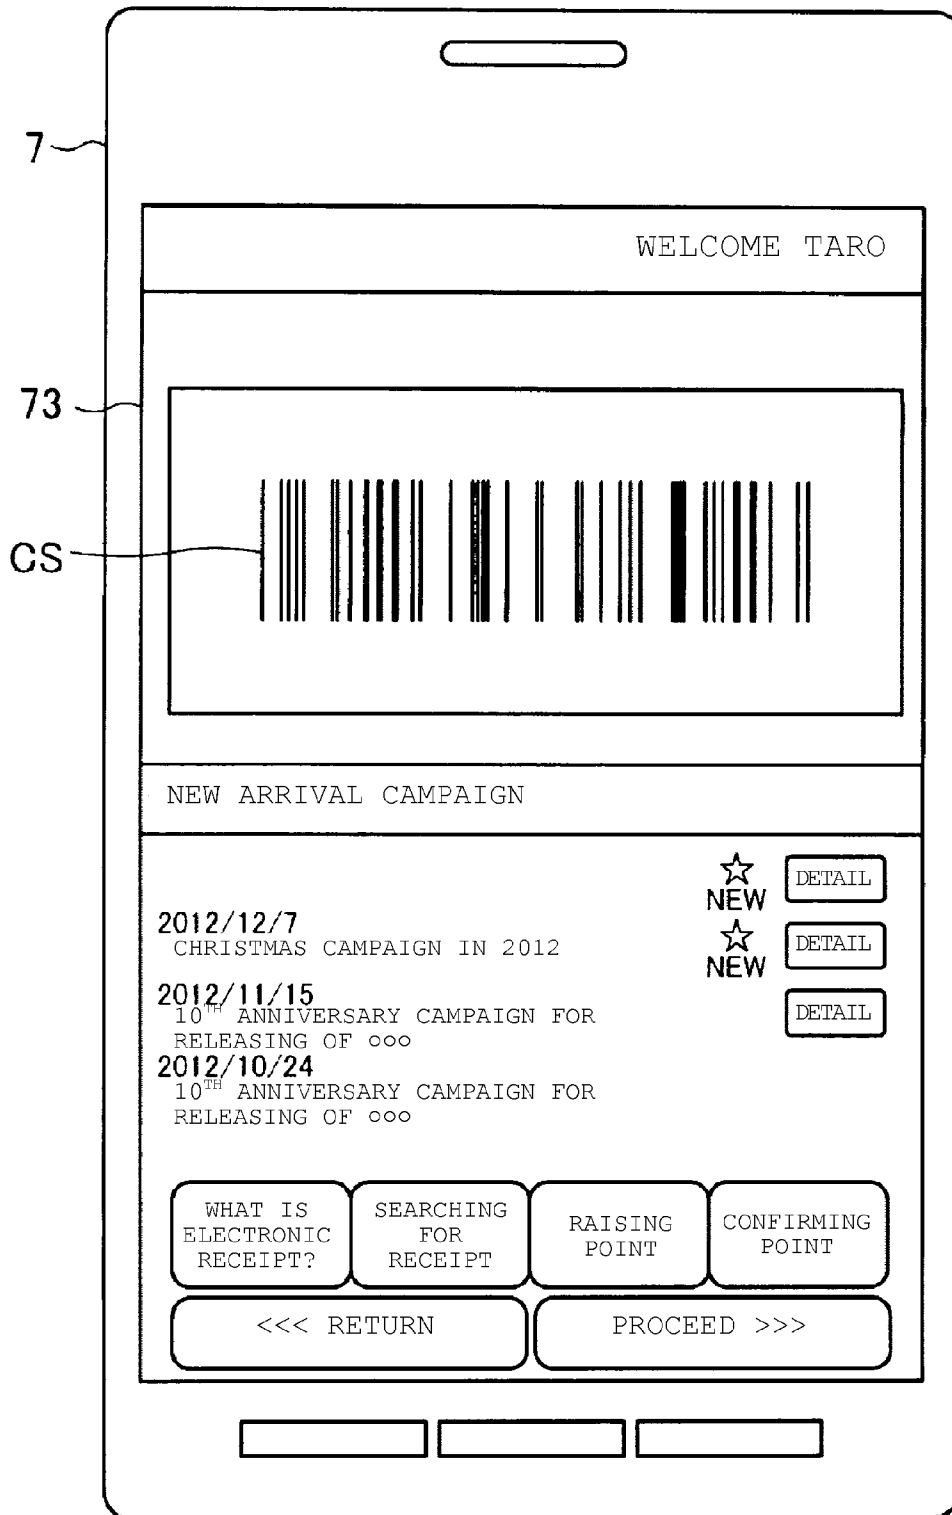 7
WELCOME TARO
73
CS
NEW ARRIVAL CAMPAIGN
☆ NEW DETAIL
2012/12/7
CHRISTMAS CAMPAIGN IN 2012
☆ NEW DETAIL
2012/11/15
10TH ANNIVERSARY CAMPAIGN FOR
RELEASING OF ○○○
DETAIL
2012/10/24
10TH ANNIVERSARY CAMPAIGN FOR
RELEASING OF ○○○
WHAT IS
ELECTRONIC
RECEIPT?
SEARCHING
FOR
RECEIPT
RAISING
POINT
CONFIRMING
POINT
<<< RETURN
PROCEED >>>